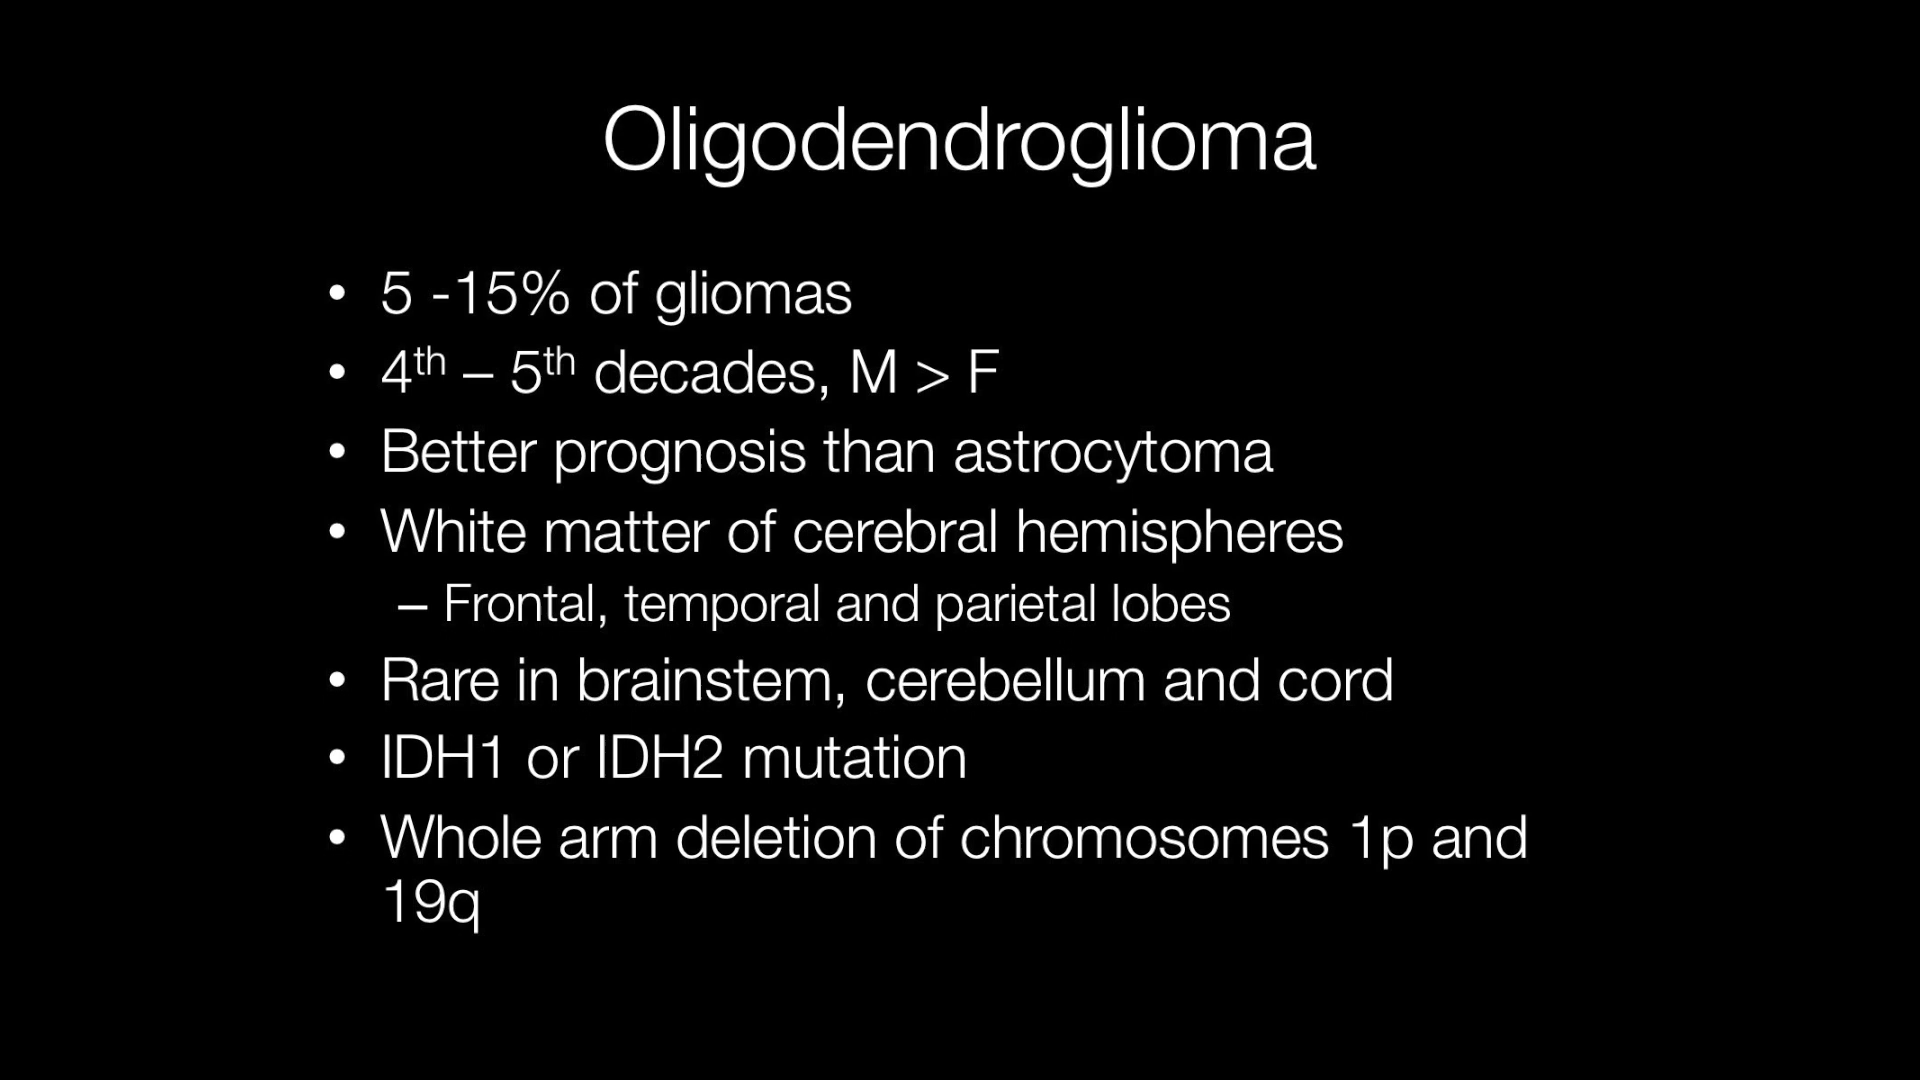 Oligodendroglioma
• 5 -15% of gliomas
• 4th – 5th decades, M > F
• Better prognosis than astrocytoma
• White matter of cerebral hemispheres
– Frontal, temporal and parietal lobes
• Rare in brainstem, cerebellum and cord
• IDH1 or IDH2 mutation
• Whole arm deletion of chromosomes 1p and
19q